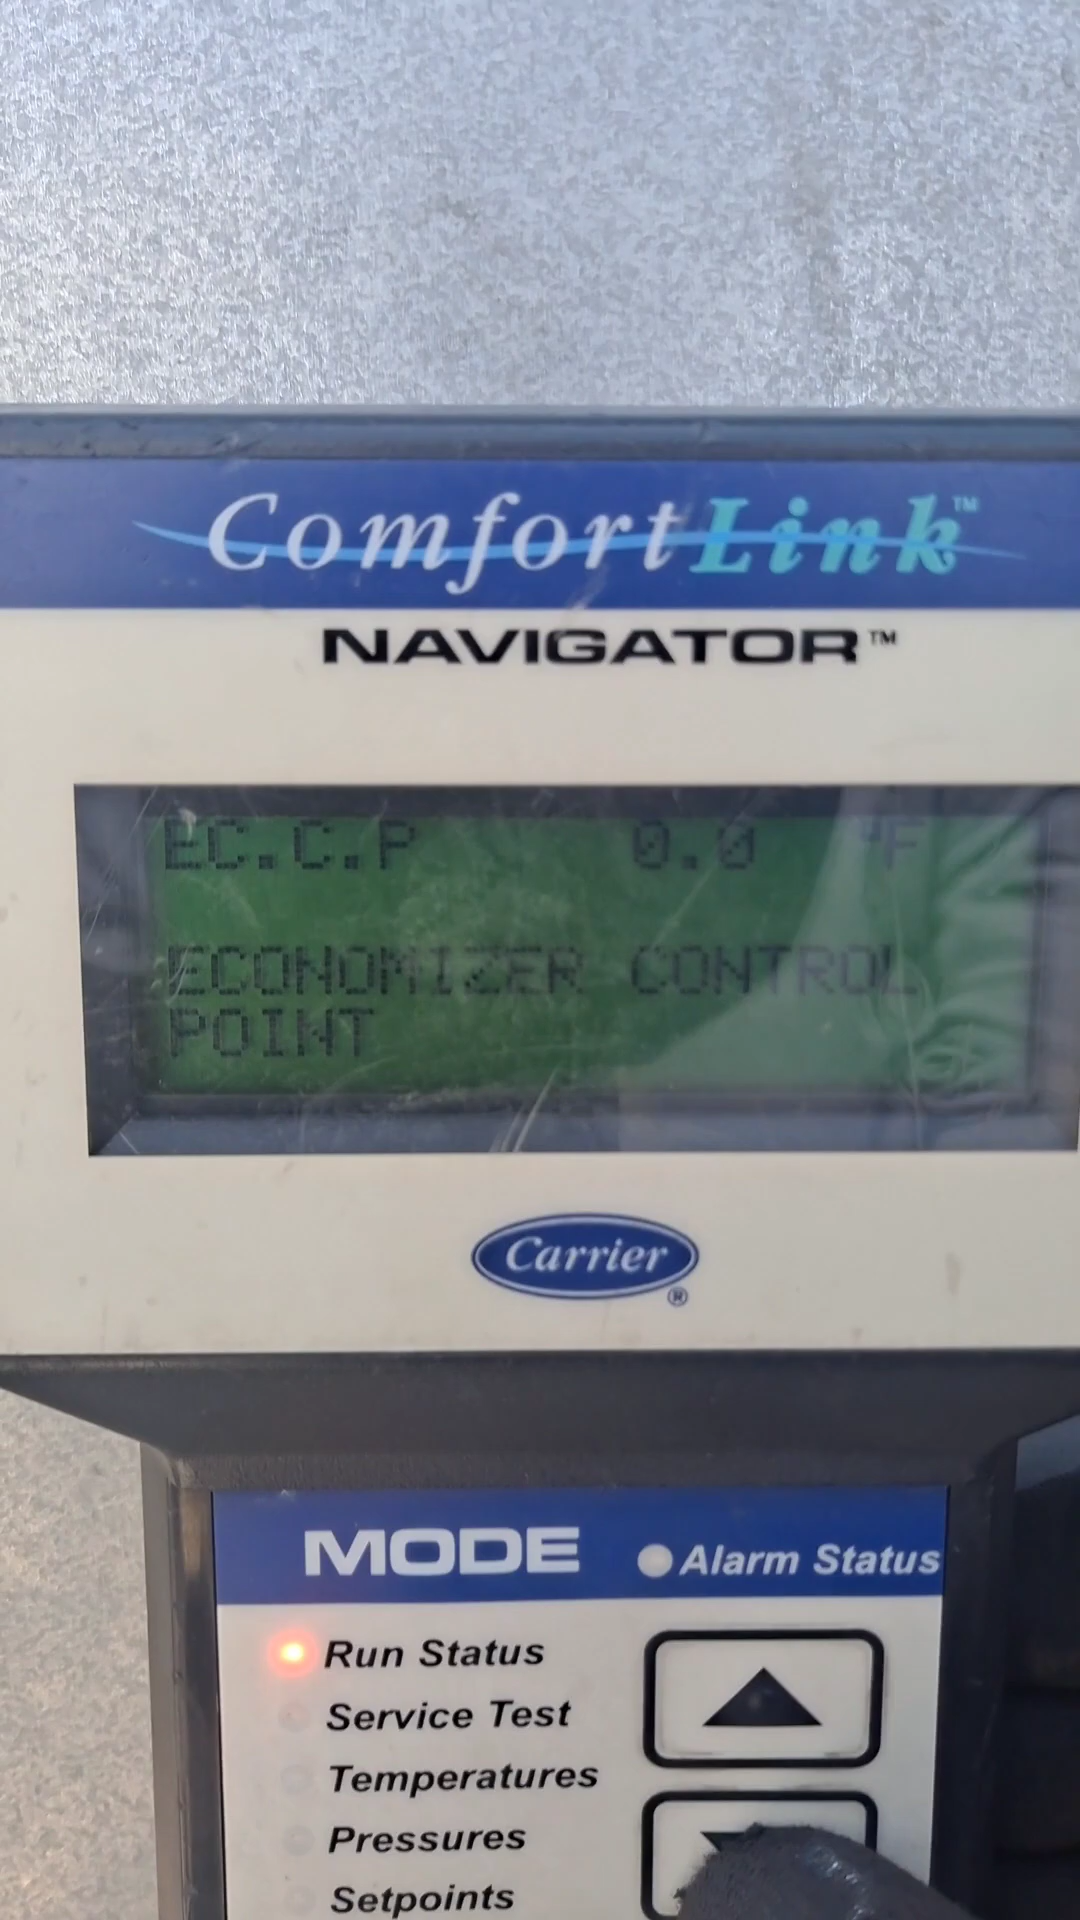 ComfortLink™
NAVIGATOR™
EC.C.P 0.0 °F
ECONOMIZER CONTROL
POINT
Carrier
®
MODE
Alarm Status
Run Status
Service Test
Temperatures
Pressures
Setpoints